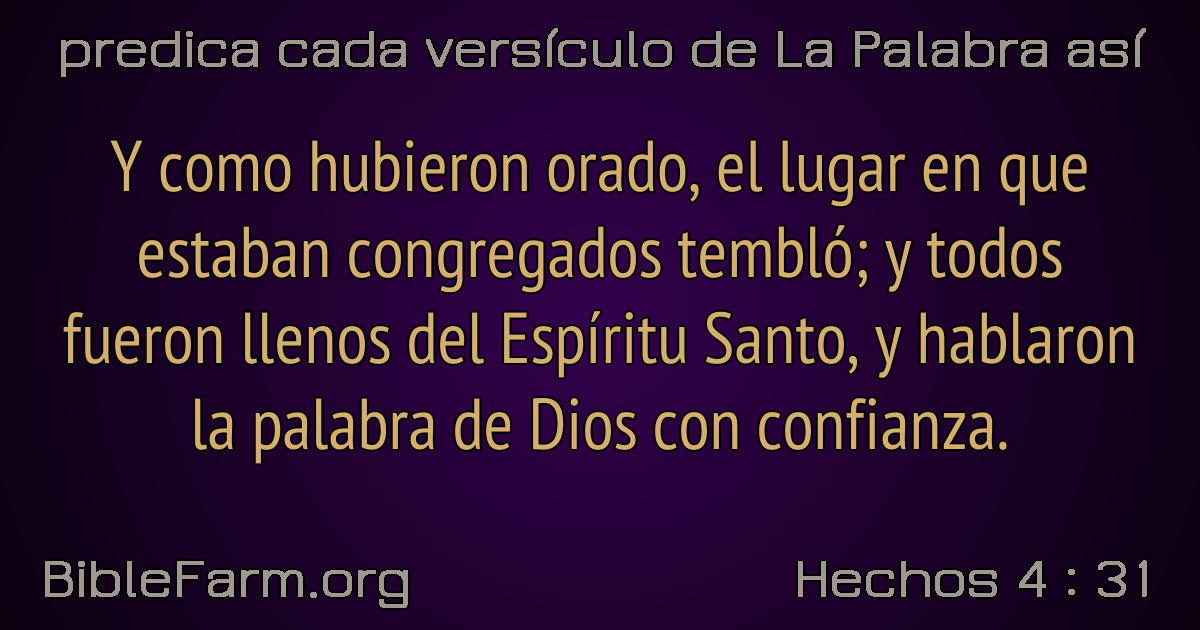 predica cada versículo de La Palabra así
Y como hubieron orado, el lugar en que
estaban congregados tembló; y todos
fueron llenos del Espíritu Santo, y hablaron
la palabra de Dios con confianza.
BibleFarm.org
Hechos 4 : 31